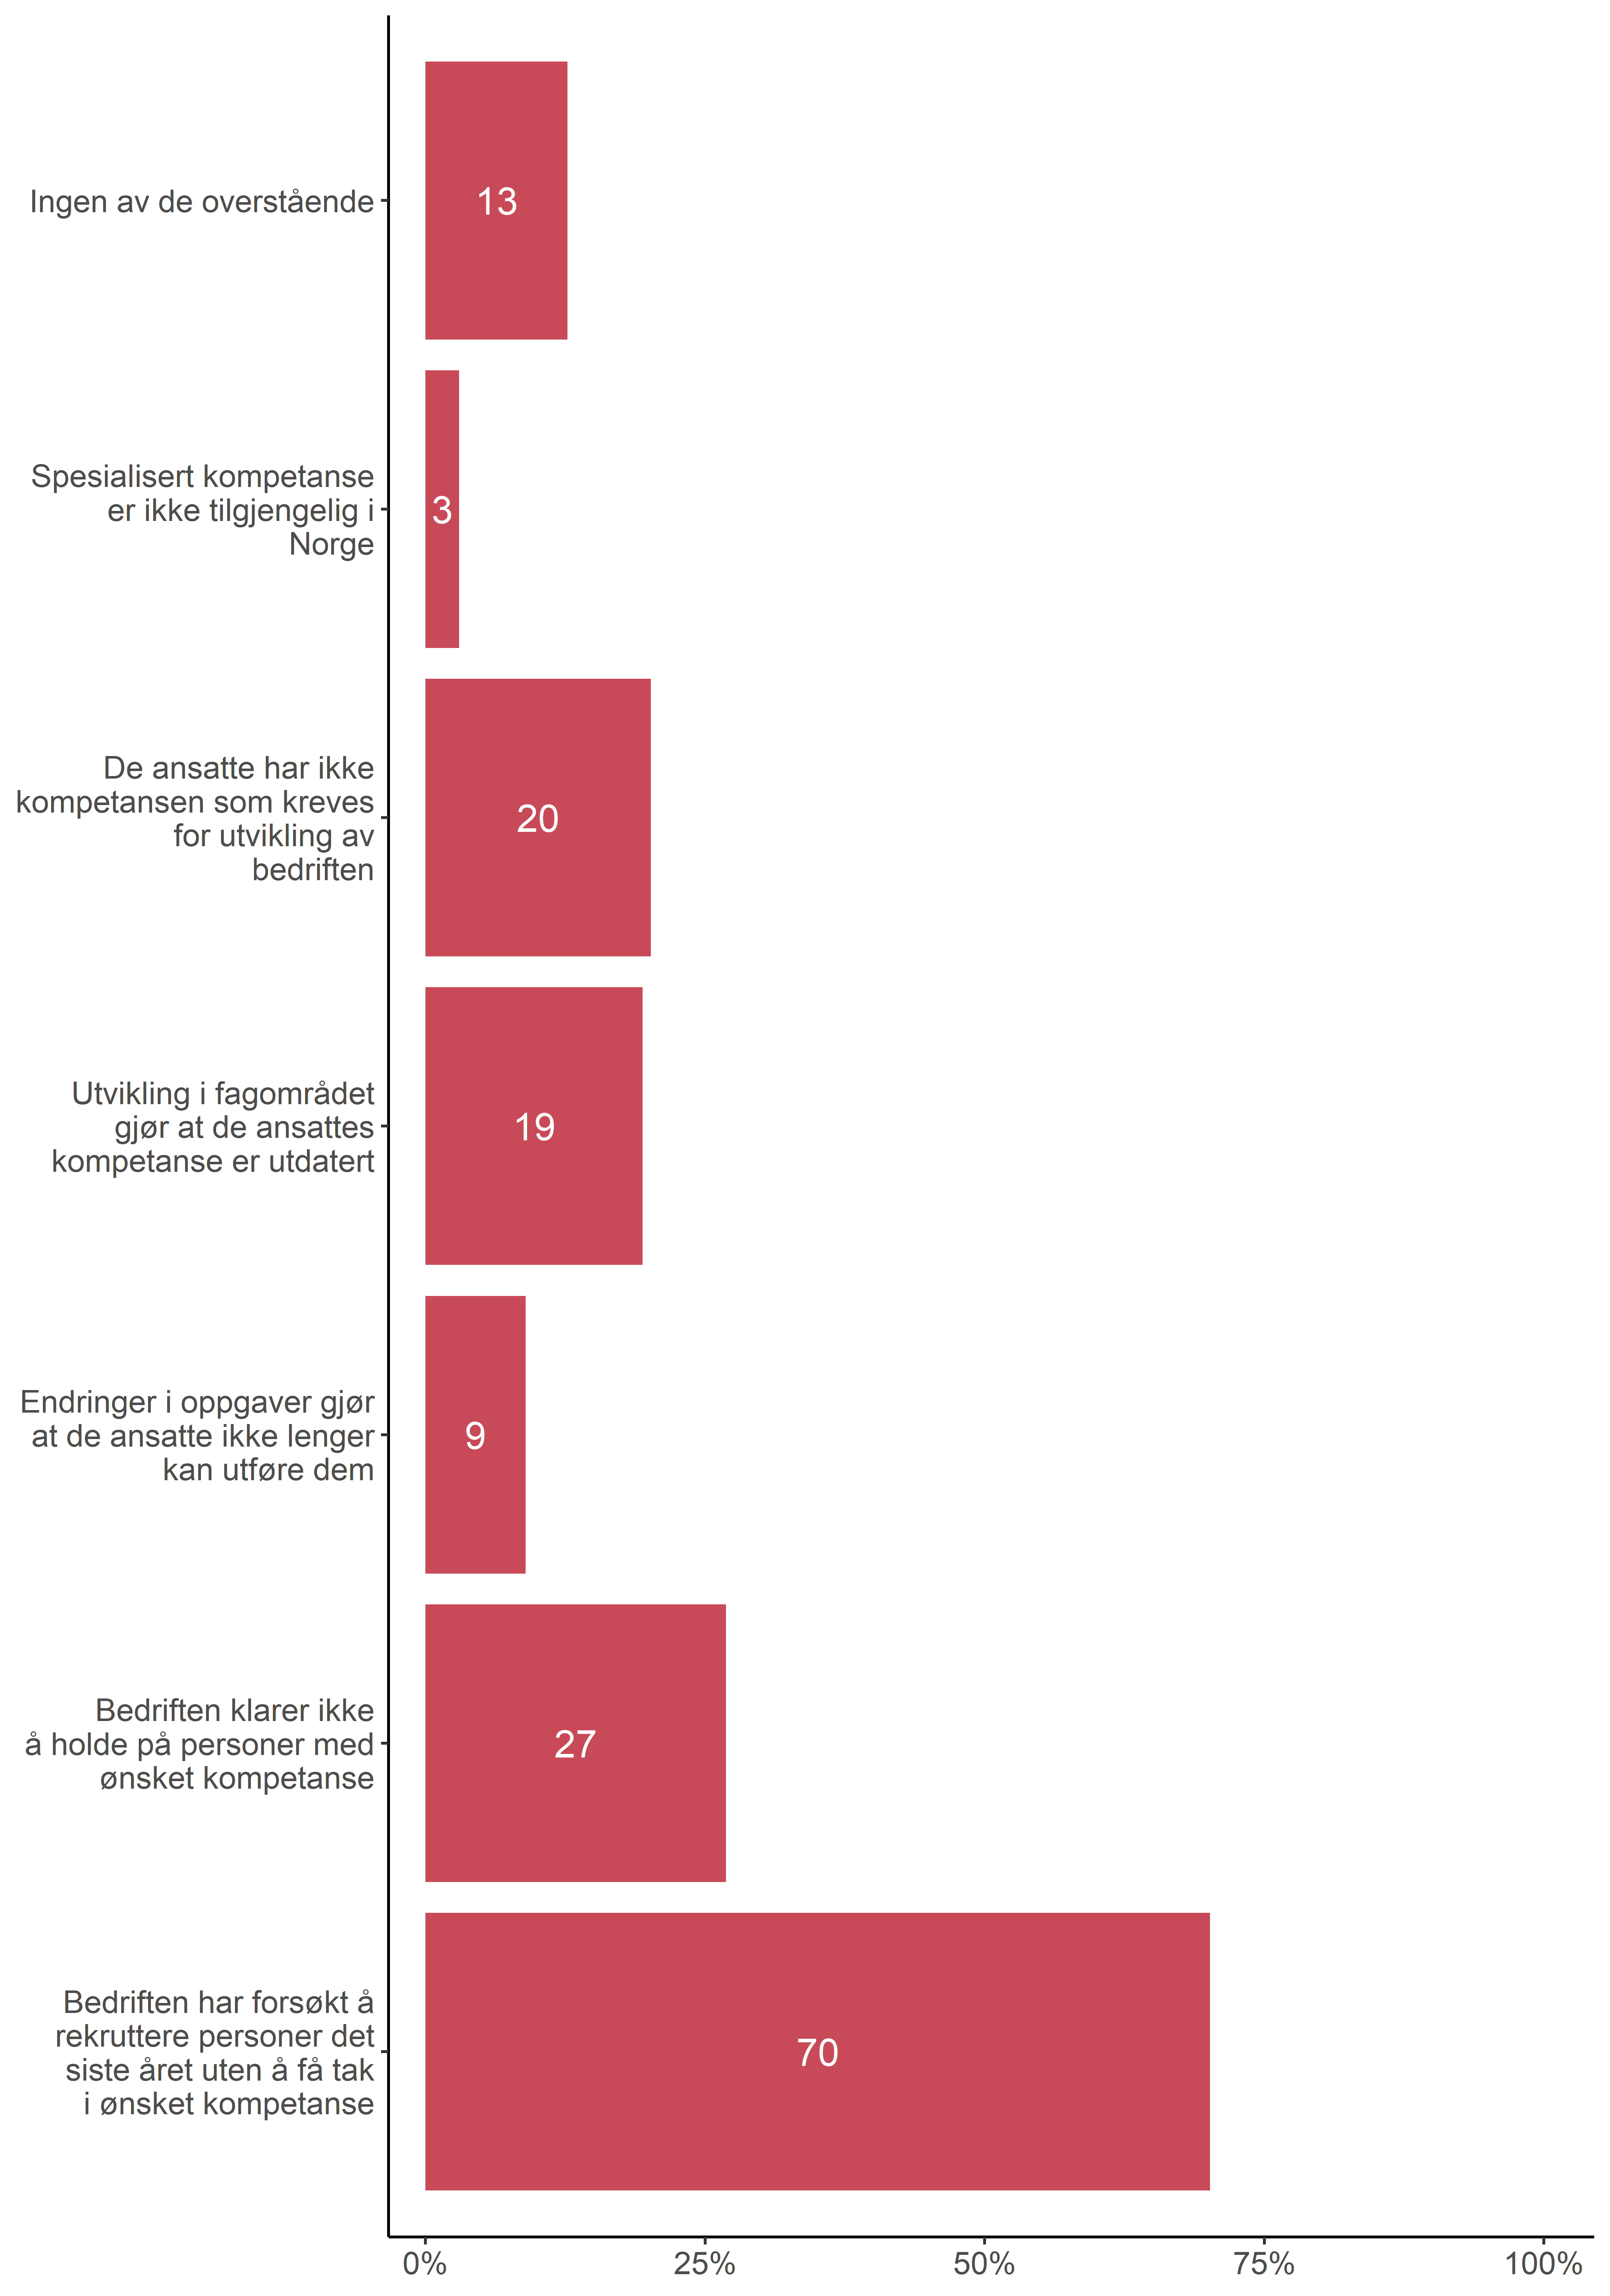 Ingen av de overstående
13
Spesialisert kompetanse
er ikke tilgjengelig i
Norge
3
De ansatte har ikke
kompetansen som kreves
for utvikling av
bedriften
20
Utvikling i fagområdet
gjør at de ansattes
kompetanse er utdatert
19
Endringer i oppgaver gjør
at de ansatte ikke lenger
kan utføre dem
9
Bedriften klarer ikke
å holde på personer med
ønsket kompetanse
27
Bedriften har forsøkt å
rekruttere personer det
siste året uten å få tak
i ønsket kompetanse
70
0% 25% 50% 75% 100%